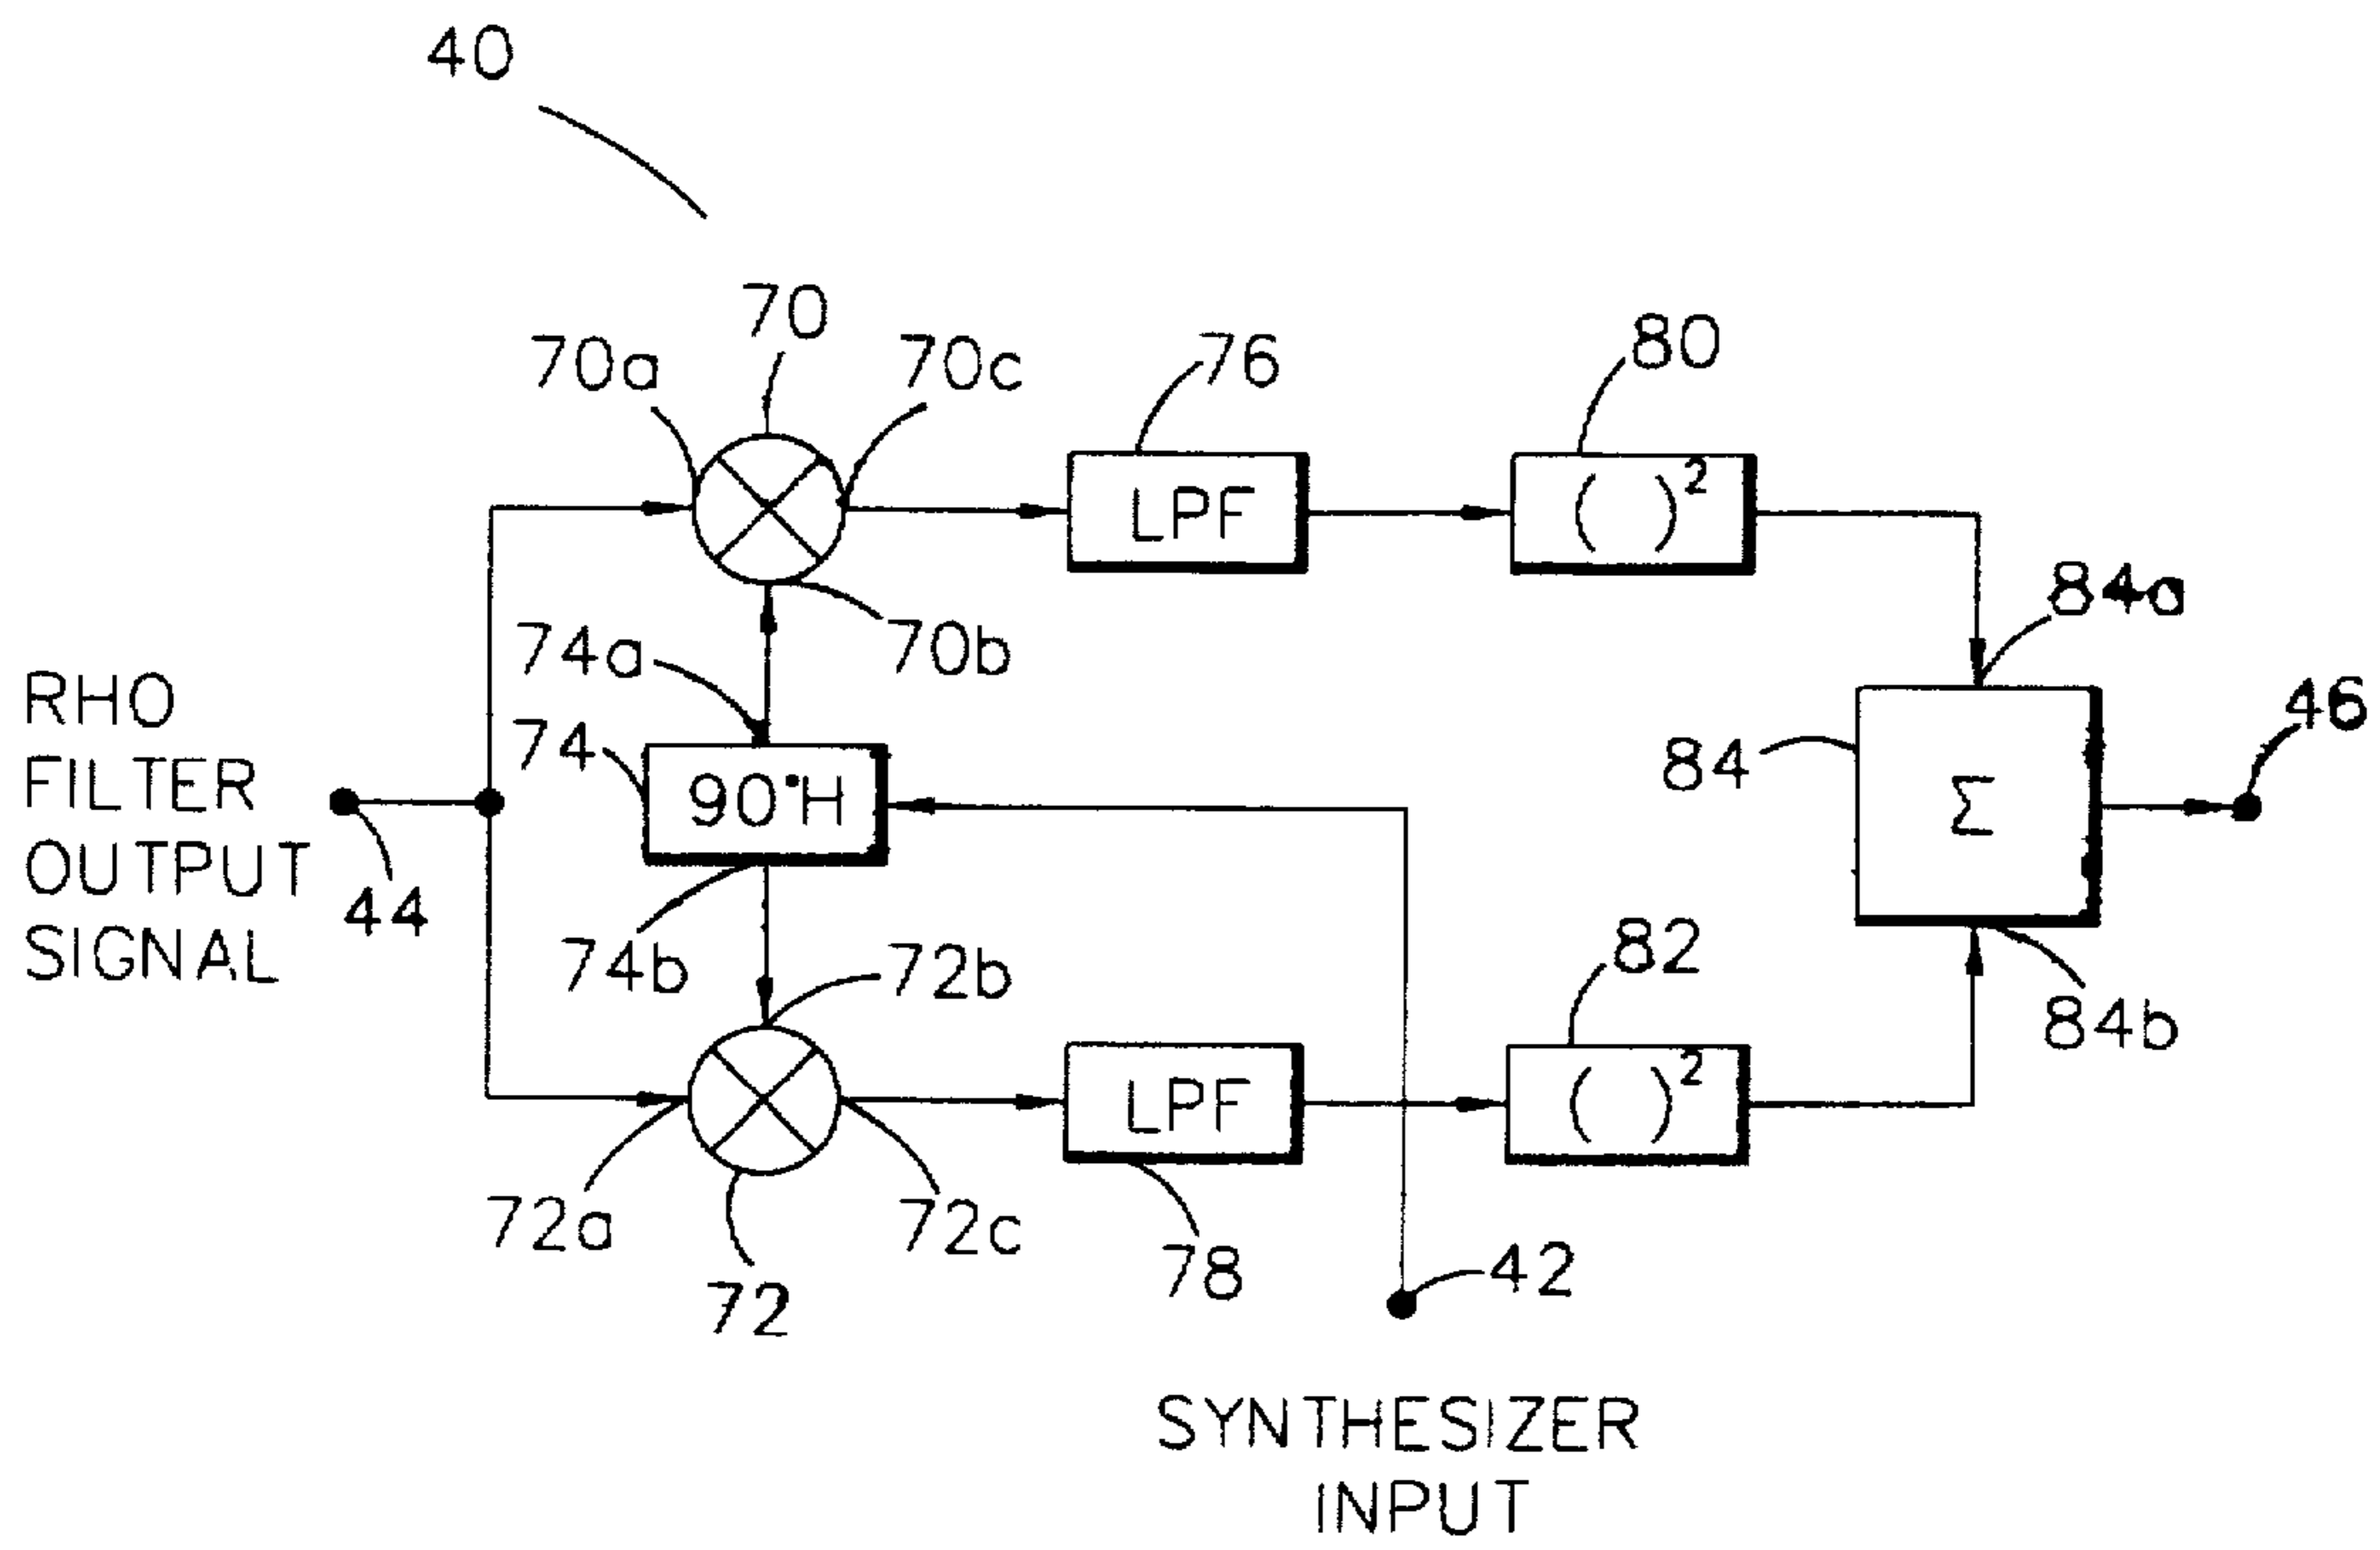 40
70
70a
70c
76
80
LPF
( )²
84a
70b
74a
74
RHO
FILTER
OUTPUT
SIGNAL
90°H
84
Σ
46
44
74b
72b
82
84b
LPF
( )²
72a
72c
72
78
42
SYNTHESIZER
INPUT